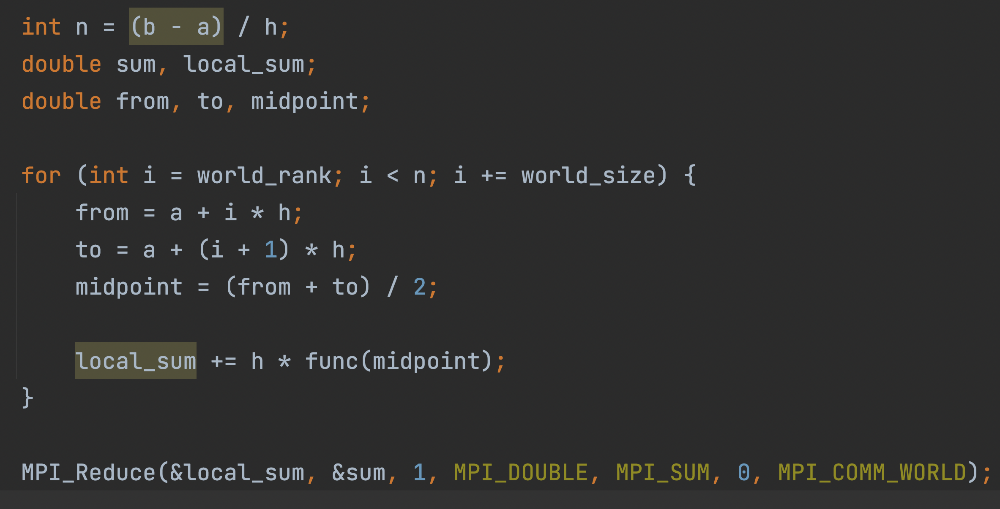 int n = (b - a) / h;
double sum, local_sum;
double from, to, midpoint;

for (int i = world_rank; i < n; i += world_size) {
    from = a + i * h;
    to = a + (i + 1) * h;
    midpoint = (from + to) / 2;

    local_sum += h * func(midpoint);
}

MPI_Reduce(&local_sum, &sum, 1, MPI_DOUBLE, MPI_SUM, 0, MPI_COMM_WORLD);